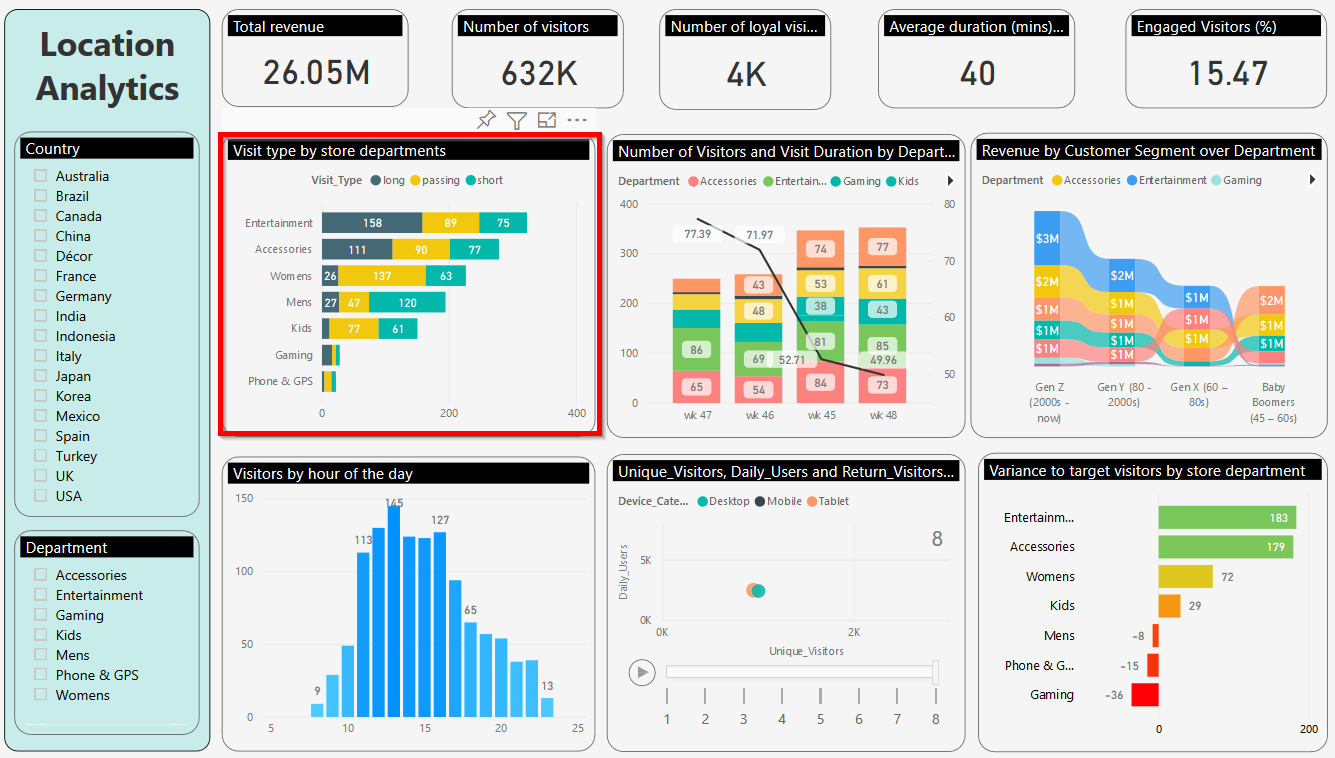 Location
Analytics
Total revenue
26.05M
Number of visitors
632K
Number of loyal visi...
4K
Average duration (mins)...
40
Engaged Visitors (%)
15.47
Country
Australia
Brazil
Canada
China
Décor
France
Germany
India
Indonesia
Italy
Japan
Korea
Mexico
Spain
Turkey
UK
USA
Department
Accessories
Entertainment
Gaming
Kids
Mens
Phone & GPS
Womens
Visit type by store departments
Visit_Type long passing short
Entertainment 158 89 75
Accessories 111 90 77
Womens 26 137 63
Mens 27 47 120
Kids 77 61
Gaming
Phone & GPS
0 200 400
Number of Visitors and Visit Duration by Depart...
Department Accessories Entertain... Gaming Kids
400 80
77.39 71.97
300 74 77 70
43 53 61
200 48 38 43 60
86 69 81 85
100 52.71 49.96 50
65 54 84 73
0
wk 47 wk 46 wk 45 wk 48
Revenue by Customer Segment over Department
Department Accessories Entertainment Gaming
$3M
$2M
$1M
$1M
$1M
$2M
$1M
$1M
$1M
$1M
$1M
$1M
$1M
$2M
$1M
$1M
Gen Z
(2000s -
now)
Gen Y (80 -
2000s)
Gen X (60 –
80s)
Baby
Boomers
(45 – 60s)
Visitors by hour of the day
150
145
127
113
100
65
50
9
13
0
5 10 15 20 25
Unique_Visitors, Daily_Users and Return_Visitors...
Device_Cate... Desktop Mobile Tablet
8
Daily_Users
5K
0K
0K 2K
Unique_Visitors
1 2 3 4 5 6 7 8
Variance to target visitors by store department
Entertainm... 183
Accessories 179
Womens 72
Kids 29
Mens -8
Phone & G... -15
Gaming -36
0 200